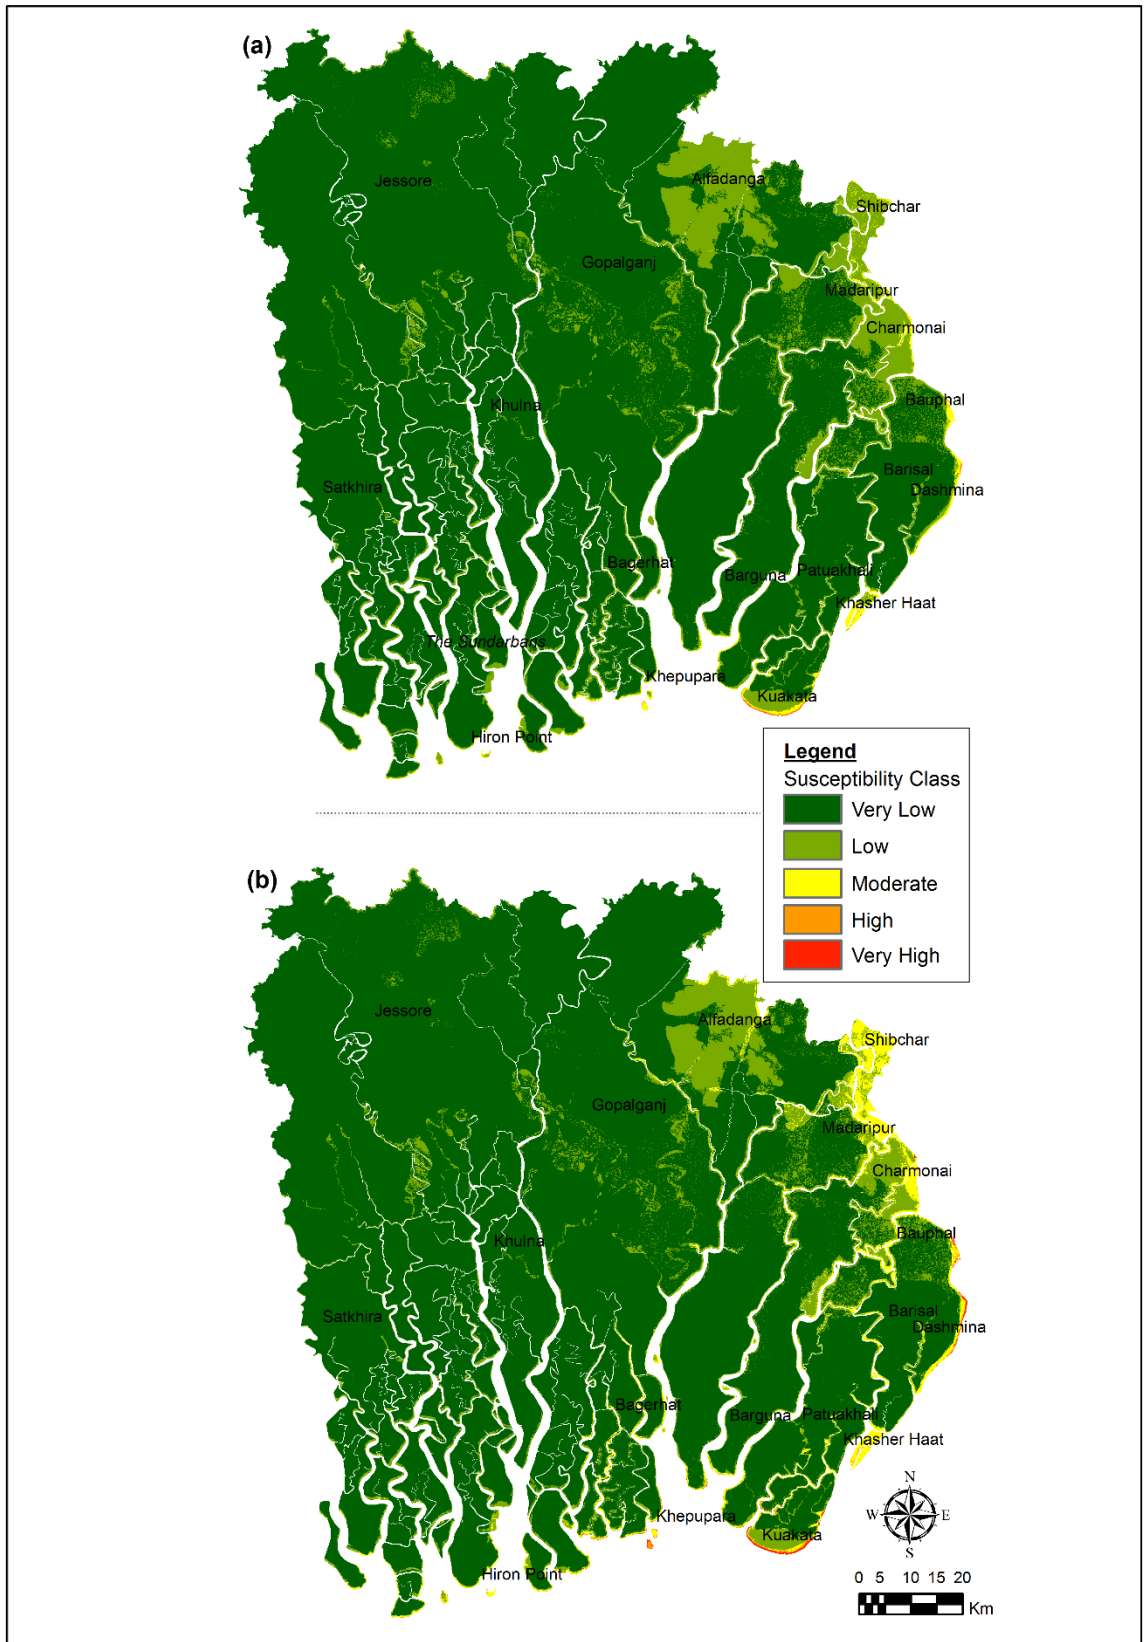 (a)
Jessore
Alfadanga
Shibchar
Gopalganj
Madaripur
Charmonai
Khulna
Bauphal
Satkhira
Barisal
Dashmina
Bagerhat
Barguna
Patuakhali
Khasher Haat
The Sundarbans
Khepupara
Kuakata
Hiron Point
Legend
Susceptibility Class
Very Low
Low
Moderate
High
Very High
(b)
Jessore
Alfadanga
Shibchar
Gopalganj
Madaripur
Charmonai
Khulna
Bauphal
Satkhira
Barisal
Dashmina
Bagerhat
Barguna
Patuakhali
Khasher Haat
Khepupara
Kuakata
Hiron Point
N
W E
S
0 5 10 15 20
Km